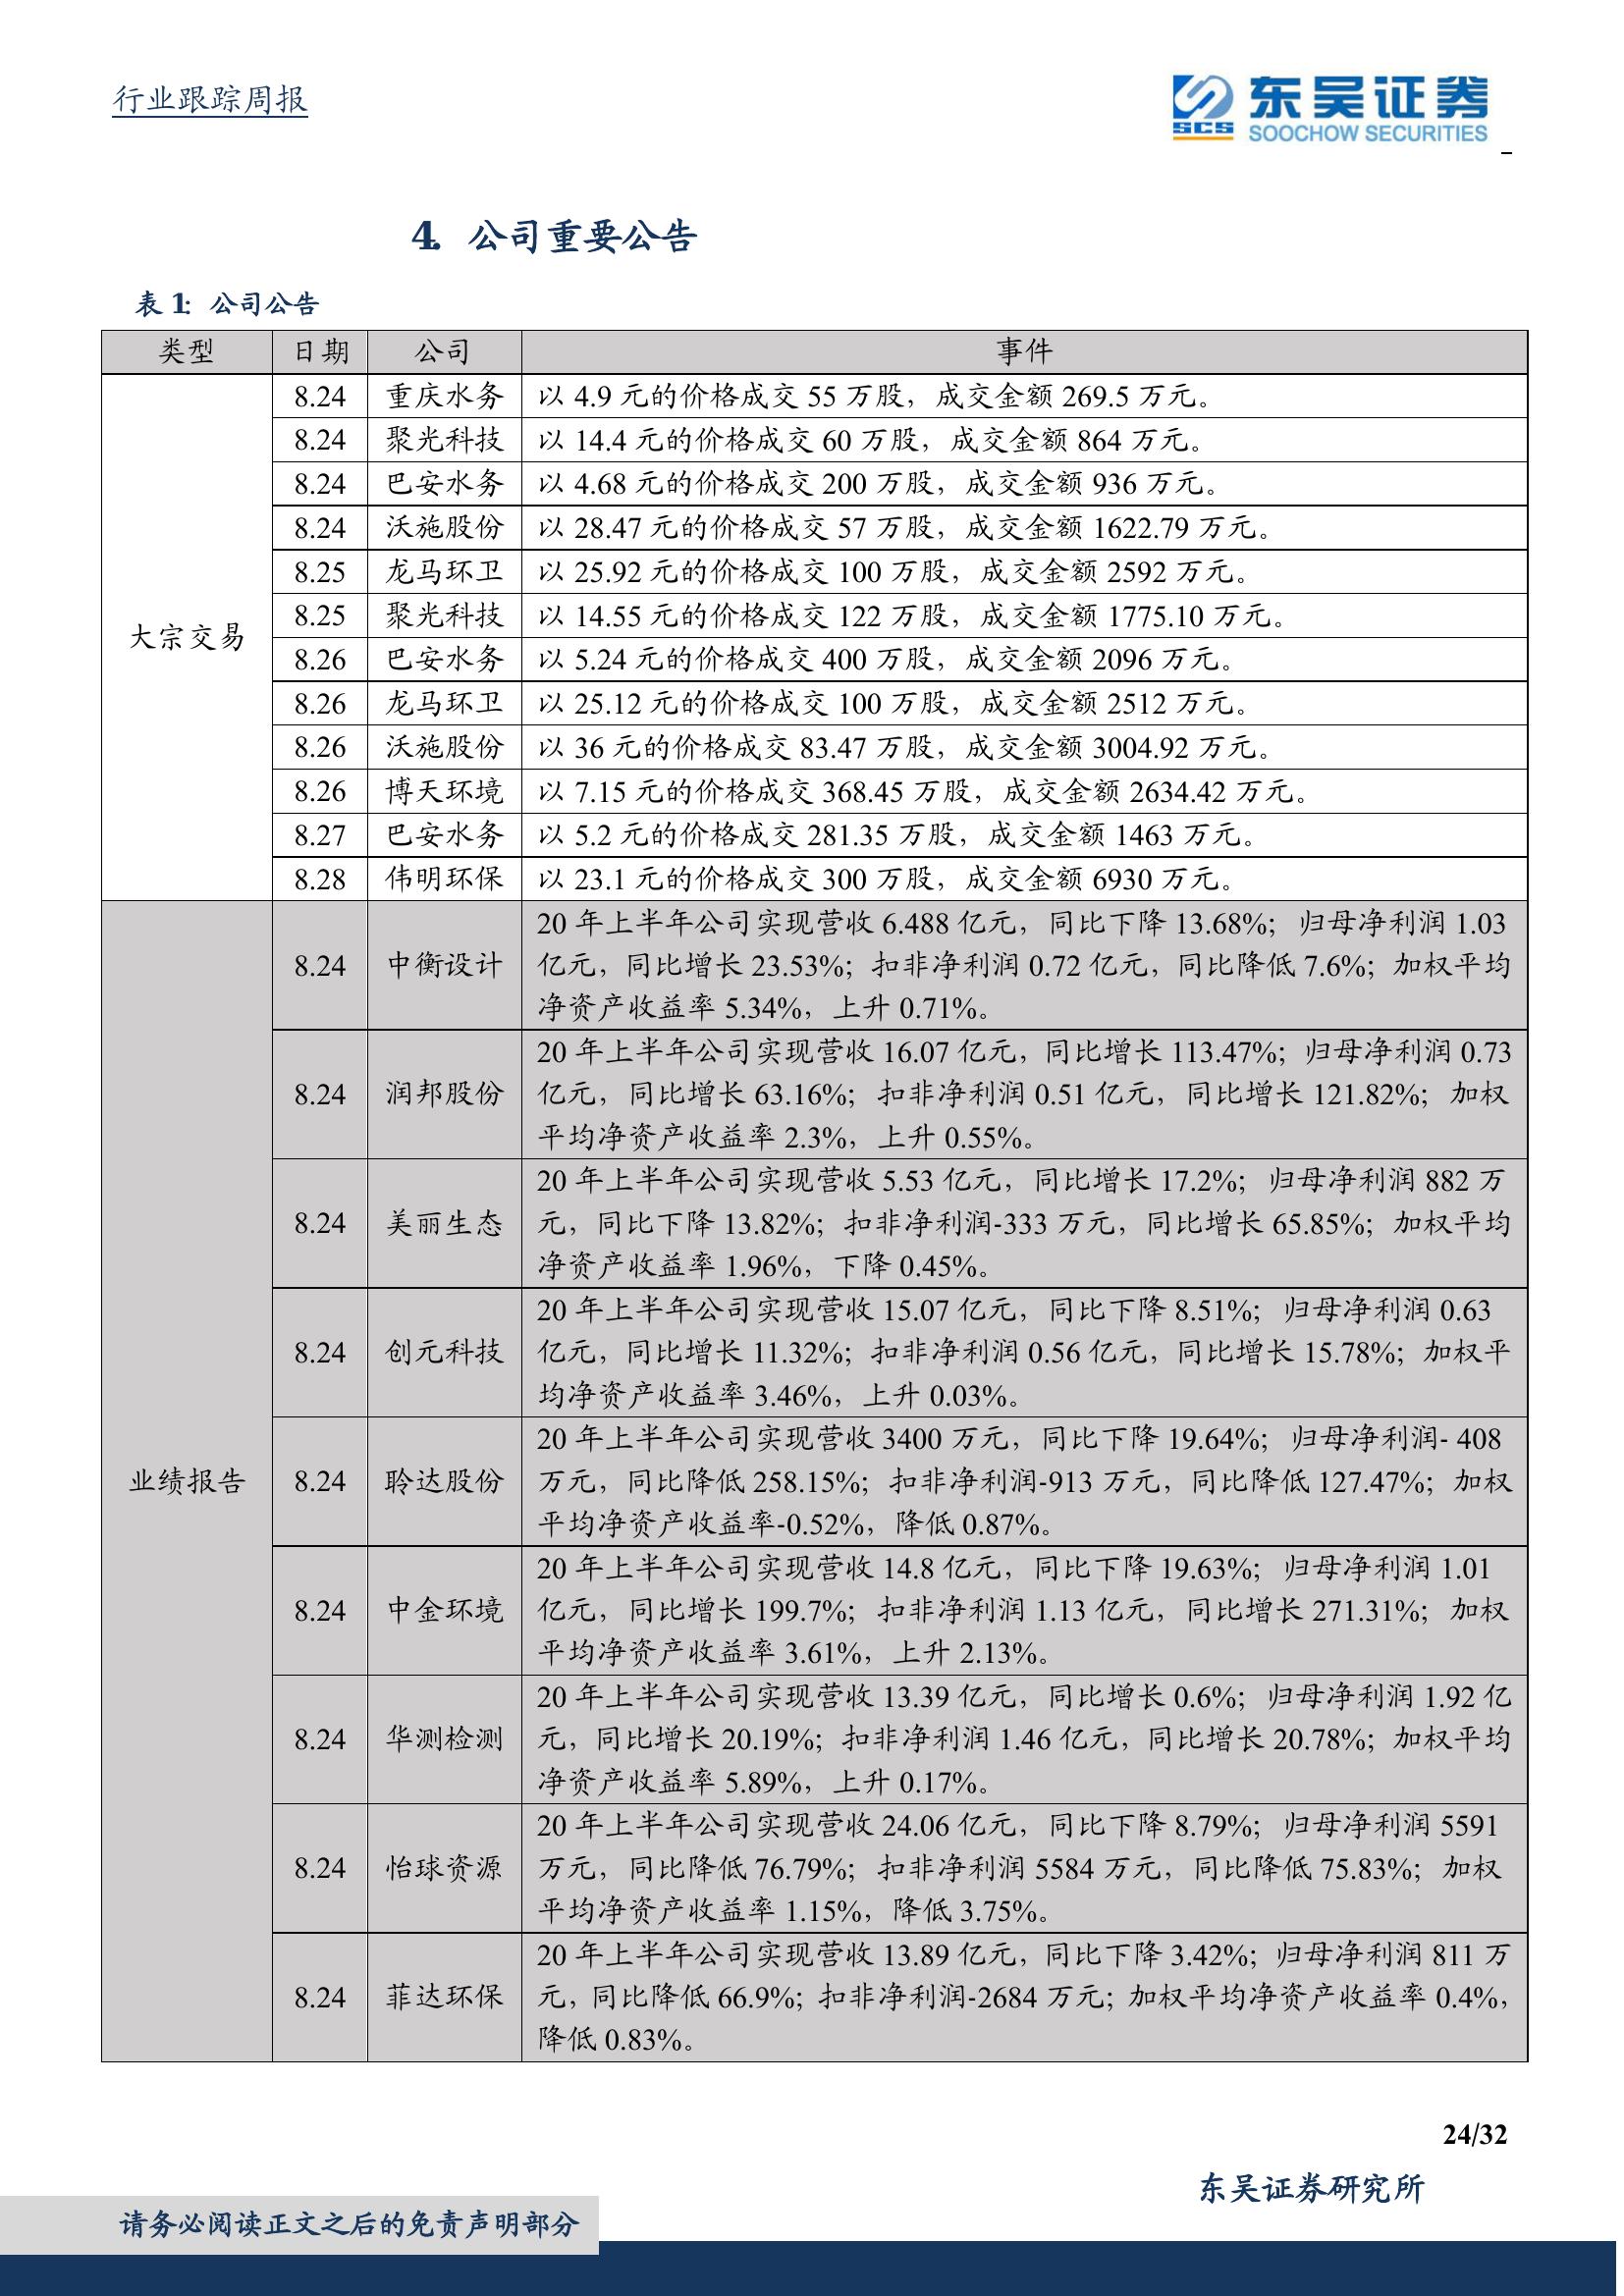 行业跟踪周报
SCS 东吴证券
SOOCHOW SECURITIES
4. 公司重要公告
表 1: 公司公告
类型 日期 公司 事件
大宗交易
8.24 重庆水务 以 4.9 元的价格成交 55 万股，成交金额 269.5 万元。
8.24 聚光科技 以 14.4 元的价格成交 60 万股，成交金额 864 万元。
8.24 巴安水务 以 4.68 元的价格成交 200 万股，成交金额 936 万元。
8.24 沃施股份 以 28.47 元的价格成交 57 万股，成交金额 1622.79 万元。
8.25 龙马环卫 以 25.92 元的价格成交 100 万股，成交金额 2592 万元。
8.25 聚光科技 以 14.55 元的价格成交 122 万股，成交金额 1775.10 万元。
8.26 巴安水务 以 5.24 元的价格成交 400 万股，成交金额 2096 万元。
8.26 龙马环卫 以 25.12 元的价格成交 100 万股，成交金额 2512 万元。
8.26 沃施股份 以 36 元的价格成交 83.47 万股，成交金额 3004.92 万元。
8.26 博天环境 以 7.15 元的价格成交 368.45 万股，成交金额 2634.42 万元。
8.27 巴安水务 以 5.2 元的价格成交 281.35 万股，成交金额 1463 万元。
8.28 伟明环保 以 23.1 元的价格成交 300 万股，成交金额 6930 万元。
业绩报告
8.24 中衡设计
20 年上半年公司实现营收 6.488 亿元，同比下降 13.68%；归母净利润 1.03
亿元，同比增长 23.53%；扣非净利润 0.72 亿元，同比降低 7.6%；加权平均
净资产收益率 5.34%，上升 0.71%。
8.24 润邦股份
20 年上半年公司实现营收 16.07 亿元，同比增长 113.47%；归母净利润 0.73
亿元，同比增长 63.16%；扣非净利润 0.51 亿元，同比增长 121.82%；加权
平均净资产收益率 2.3%，上升 0.55%。
8.24 美丽生态
20 年上半年公司实现营收 5.53 亿元，同比增长 17.2%；归母净利润 882 万
元，同比下降 13.82%；扣非净利润-333 万元，同比增长 65.85%；加权平均
净资产收益率 1.96%，下降 0.45%。
8.24 创元科技
20 年上半年公司实现营收 15.07 亿元，同比下降 8.51%；归母净利润 0.63
亿元，同比增长 11.32%；扣非净利润 0.56 亿元，同比增长 15.78%；加权平
均净资产收益率 3.46%，上升 0.03%。
8.24 聆达股份
20 年上半年公司实现营收 3400 万元，同比下降 19.64%；归母净利润- 408
万元，同比降低 258.15%；扣非净利润-913 万元，同比降低 127.47%；加权
平均净资产收益率-0.52%，降低 0.87%。
8.24 中金环境
20 年上半年公司实现营收 14.8 亿元，同比下降 19.63%；归母净利润 1.01
亿元，同比增长 199.7%；扣非净利润 1.13 亿元，同比增长 271.31%；加权
平均净资产收益率 3.61%，上升 2.13%。
8.24 华测检测
20 年上半年公司实现营收 13.39 亿元，同比增长 0.6%；归母净利润 1.92 亿
元，同比增长 20.19%；扣非净利润 1.46 亿元，同比增长 20.78%；加权平均
净资产收益率 5.89%，上升 0.17%。
8.24 怡球资源
20 年上半年公司实现营收 24.06 亿元，同比下降 8.79%；归母净利润 5591
万元，同比降低 76.79%；扣非净利润 5584 万元，同比降低 75.83%；加权
平均净资产收益率 1.15%，降低 3.75%。
8.24 菲达环保
20 年上半年公司实现营收 13.89 亿元，同比下降 3.42%；归母净利润 811 万
元，同比降低 66.9%；扣非净利润-2684 万元；加权平均净资产收益率 0.4%，
降低 0.83%。
24/32
东吴证券研究所
请务必阅读正文之后的免责声明部分